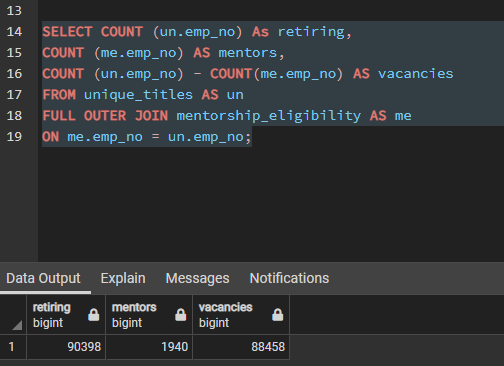 13
14 SELECT COUNT (un.emp_no) As retiring,
15 COUNT (me.emp_no) AS mentors,
16 COUNT (un.emp_no) - COUNT(me.emp_no) AS vacancies
17 FROM unique_titles AS un
18 FULL OUTER JOIN mentorship_eligibility AS me
19 ON me.emp_no = un.emp_no;
Data Output Explain Messages Notifications
retiring mentors vacancies
bigint bigint bigint
1 90398 1940 88458